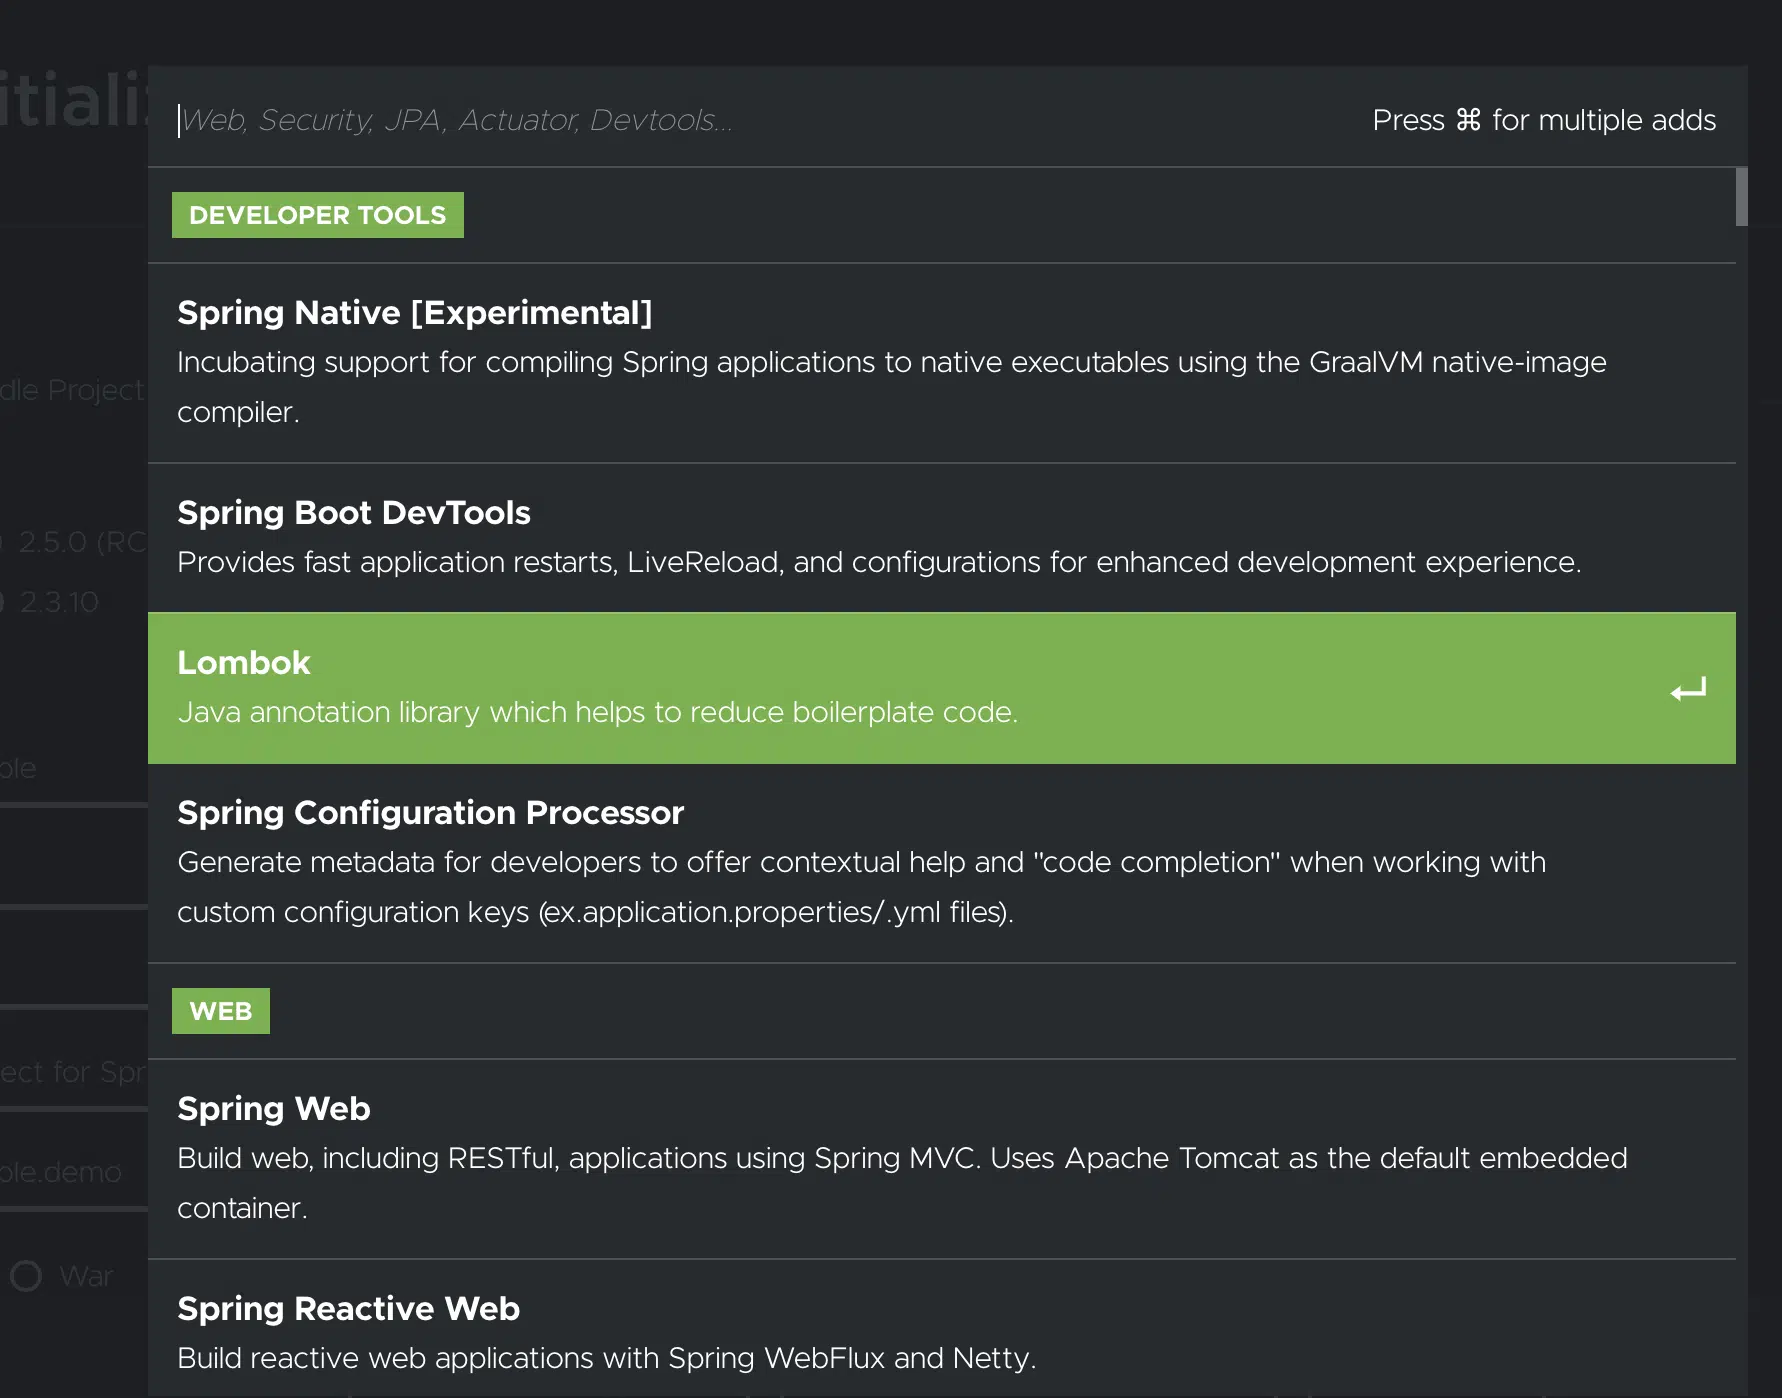 Web, Security, JPA, Actuator, Devtools...
Press ⌘ for multiple adds
DEVELOPER TOOLS
Spring Native [Experimental]
Incubating support for compiling Spring applications to native executables using the GraalVM native-image
compiler.
Spring Boot DevTools
Provides fast application restarts, LiveReload, and configurations for enhanced development experience.
Lombok
Java annotation library which helps to reduce boilerplate code.
Spring Configuration Processor
Generate metadata for developers to offer contextual help and "code completion" when working with
custom configuration keys (ex.application.properties/.yml files).
WEB
Spring Web
Build web, including RESTful, applications using Spring MVC. Uses Apache Tomcat as the default embedded
container.
Spring Reactive Web
Build reactive web applications with Spring WebFlux and Netty.
itializ
dle Project
2.5.0 (RC
2.3.10
ple
ect for Spr
ple.demo
War